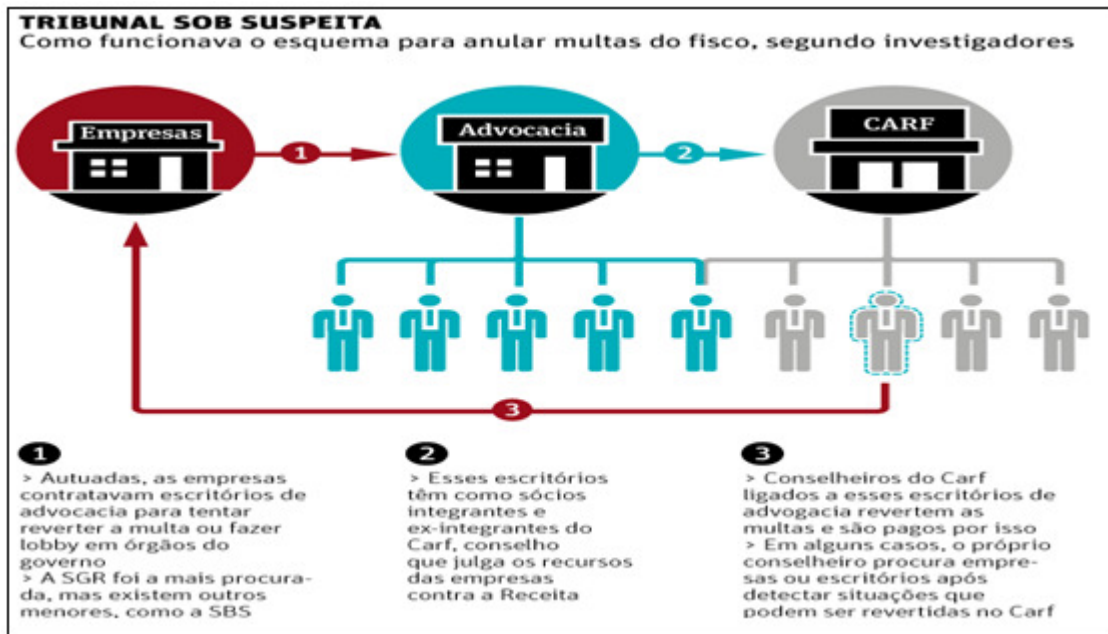 TRIBUNAL SOB SUSPEITA
Como funcionava o esquema para anular multas do fisco, segundo investigadores
Empresas
1
Advocacia
2
CARF
3
1
> Autuadas, as empresas
contratavam escritórios de
advocacia para tentar
reverter a multa ou fazer
lobby em órgãos do
governo
> A SGR foi a mais procura-
da, mas existem outros
menores, como a SBS
2
> Esses escritórios
têm como sócios
integrantes e
ex-integrantes do
Carf, conselho
que julga os recursos
das empresas
contra a Receita
3
> Conselheiros do Carf
ligados a esses escritórios de
advogacia revertem as
multas e são pagos por isso
> Em alguns casos, o próprio
conselheiro procura empre-
sas ou escritórios após
detectar situações que
podem ser revertidas no Carf